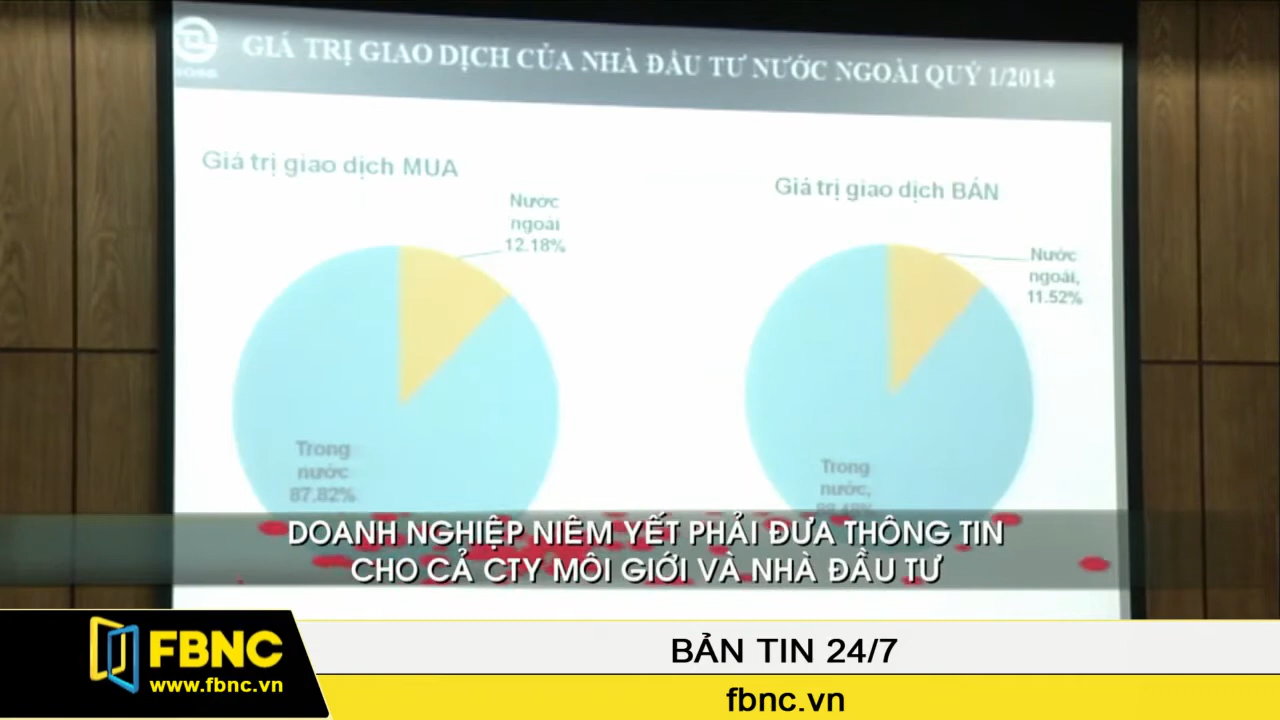 GIÁ TRỊ GIAO DỊCH CỦA NHÀ ĐẦU TƯ NƯỚC NGOÀI QUÝ 1/2014
Giá trị giao dịch MUA
Nước
ngoài
12.18%
Trong
nước
87.82%
Giá trị giao dịch BÁN
Nước
ngoài,
11.52%
Trong
nước,
DOANH NGHIỆP NIÊM YẾT PHẢI ĐƯA THÔNG TIN
CHO CẢ CTY MÔI GIỚI VÀ NHÀ ĐẦU TƯ
FBNC
www.fbnc.vn
BẢN TIN 24/7
fbnc.vn